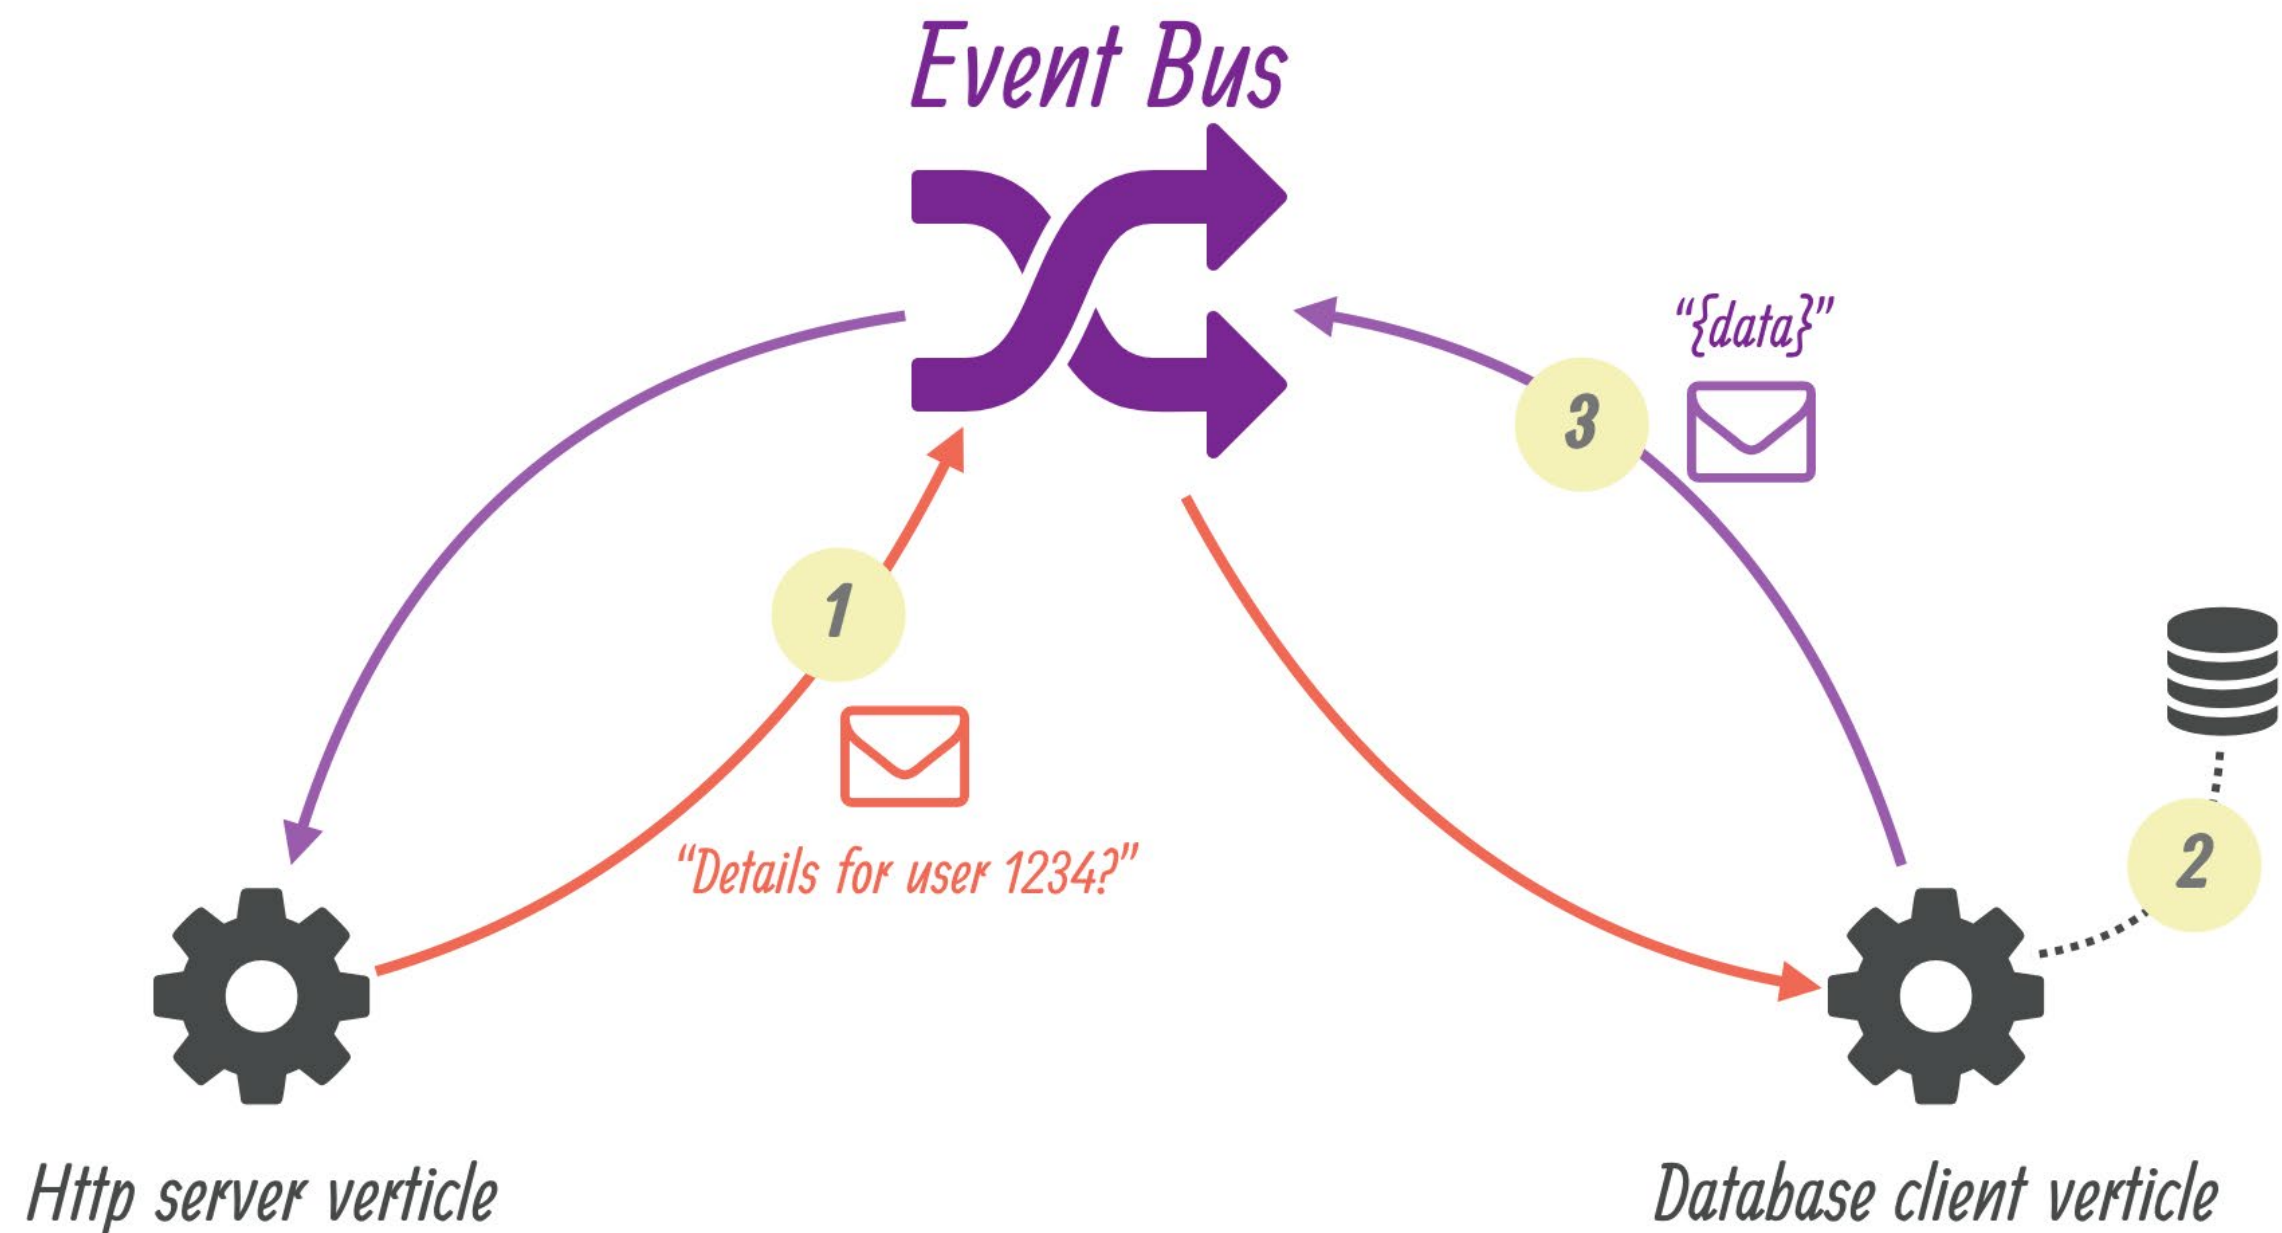 Event Bus
“{data}”
3
1
“Details for user 1234?”
2
Http server verticle
Database client verticle